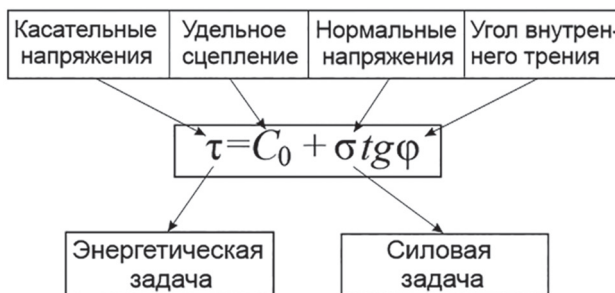 Касательные напряжения
Удельное сцепление
Нормальные напряжения
Угол внутрен-
него трения
τ=C₀ + σtgφ
Энергетическая задача
Силовая задача